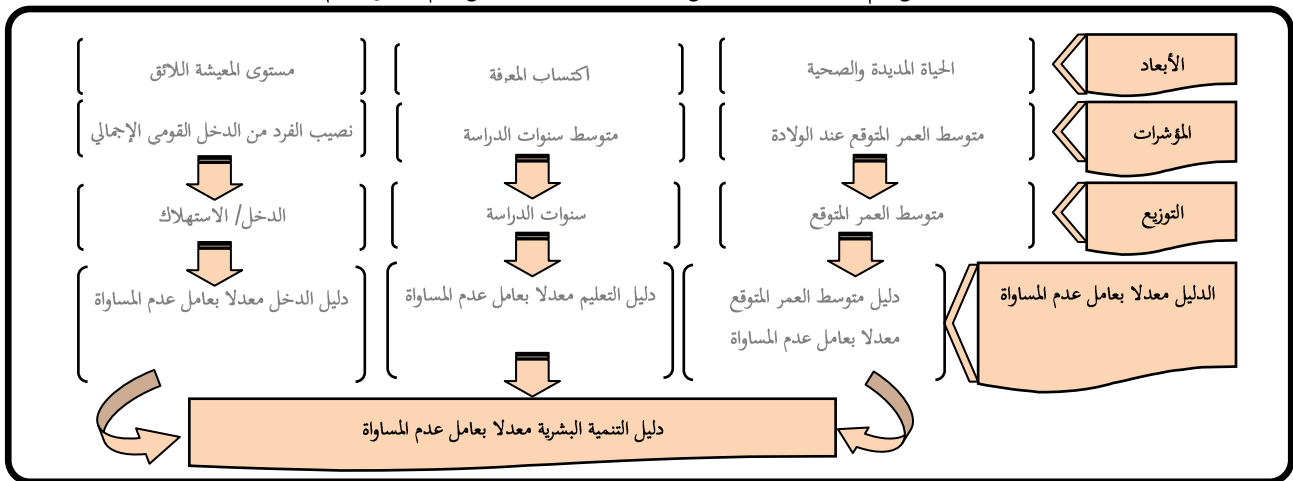 الأبعاد
الحياة المديدة والصحية
اكتساب المعرفة
مستوى المعيشة اللائق
المؤشرات
متوسط العمر المتوقع عند الولادة
متوسط سنوات الدراسة
نصيب الفرد من الدخل القومي الإجمالي
التوزيع
متوسط العمر المتوقع
سنوات الدراسة
الدخل/ الاستهلاك
الدليل معدلا بعامل عدم المساواة
دليل متوسط العمر المتوقع
معدلا بعامل عدم المساواة
دليل التعليم معدلا بعامل عدم المساواة
دليل الدخل معدلا بعامل عدم المساواة
دليل التنمية البشرية معدلا بعامل عدم المساواة